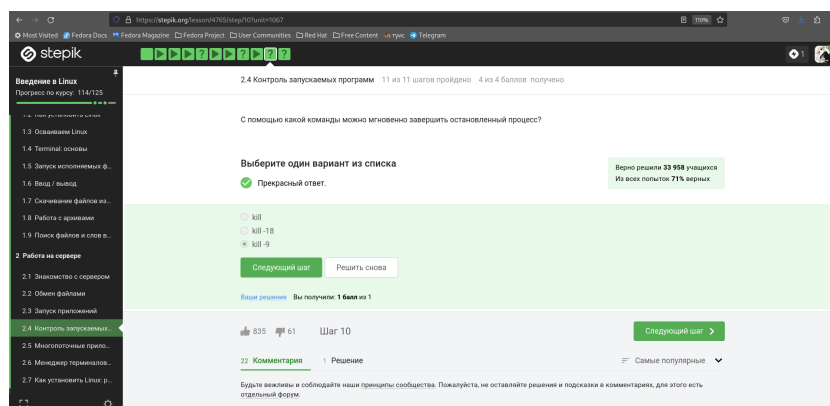 https://stepik.org/lesson/4765/step/10?unit=1067
110%
Most Visited Fedora Docs Fedora Magazine Fedora Project User Communities Red Hat Free Content Telegram
stepik
1
Введение в Linux
Прогресс по курсу: 114/125
1.2 Как установить Linux
1.3 Осваиваем Linux
1.4 Terminal: основы
1.5 Запуск исполняемых ф...
1.6 Ввод / вывод
1.7 Скачивание файлов из...
1.8 Работа с архивами
1.9 Поиск файлов и слов в...
2 Работа на сервере
2.1 Знакомство с сервером
2.2 Обмен файлами
2.3 Запуск приложений
2.4 Контроль запускаемых...
2.5 Многопоточные прило...
2.6 Менеджер терминалов...
2.7 Как установить Linux: р...
2.4 Контроль запускаемых программ 11 из 11 шагов пройдено 4 из 4 баллов получено
С помощью какой команды можно мгновенно завершить остановленный процесс?
Выберите один вариант из списка
Прекрасный ответ.
Верно решили 33 958 учащихся
Из всех попыток 71% верных
kill
kill -18
kill -9
Следующий шаг Решить снова
Ваши решения Вы получили: 1 балл из 1
835 61 Шаг 10 Следующий шаг
22 Комментария 1 Решение Самые популярные
Будьте вежливы и соблюдайте наши принципы сообщества. Пожалуйста, не оставляйте решения и подсказки в комментариях, для этого есть
отдельный форум.